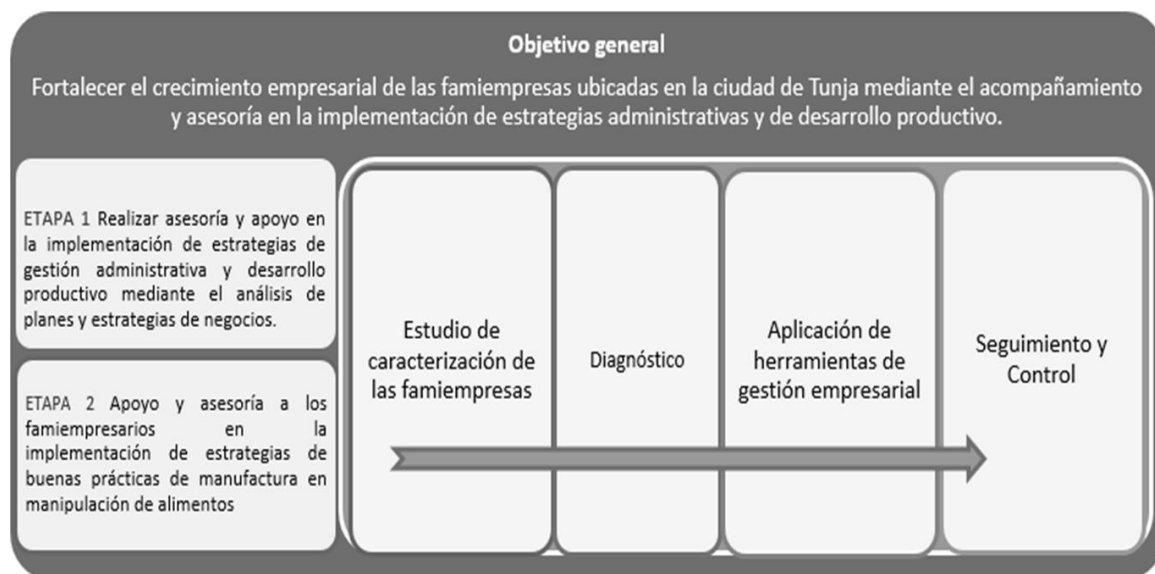 Objetivo general
Fortalecer el crecimiento empresarial de las famiempresas ubicadas en la ciudad de Tunja mediante el acompañamiento
y asesoría en la implementación de estrategias administrativas y de desarrollo productivo.
ETAPA 1 Realizar asesoría y apoyo en
la implementación de estrategias de
gestión administrativa y desarrollo
productivo mediante el análisis de
planes y estrategias de negocios.
ETAPA 2 Apoyo y asesoría a los
famiempresarios en la
implementación de estrategias de
buenas prácticas de manufactura en
manipulación de alimentos
Estudio de
caracterización de
las famiempresas
Diagnóstico
Aplicación de
herramientas de
gestión empresarial
Seguimiento y
Control